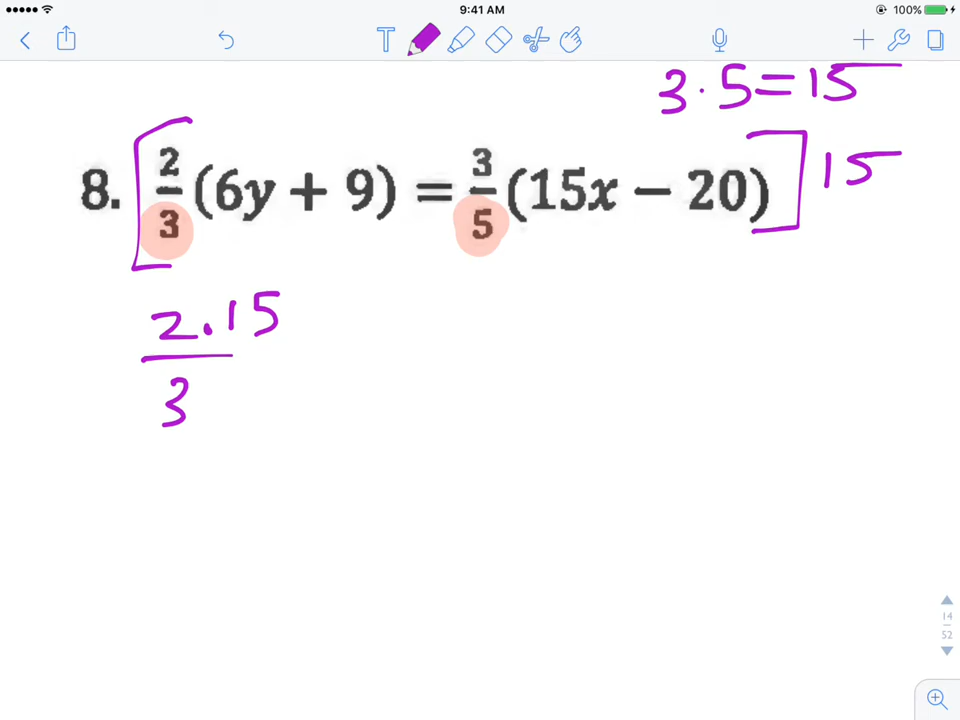 9:41 AM
100%
T
3·5=15
8. [2/3(6y + 9) = 3/5(15x − 20)] 15
2·15
3
14
52